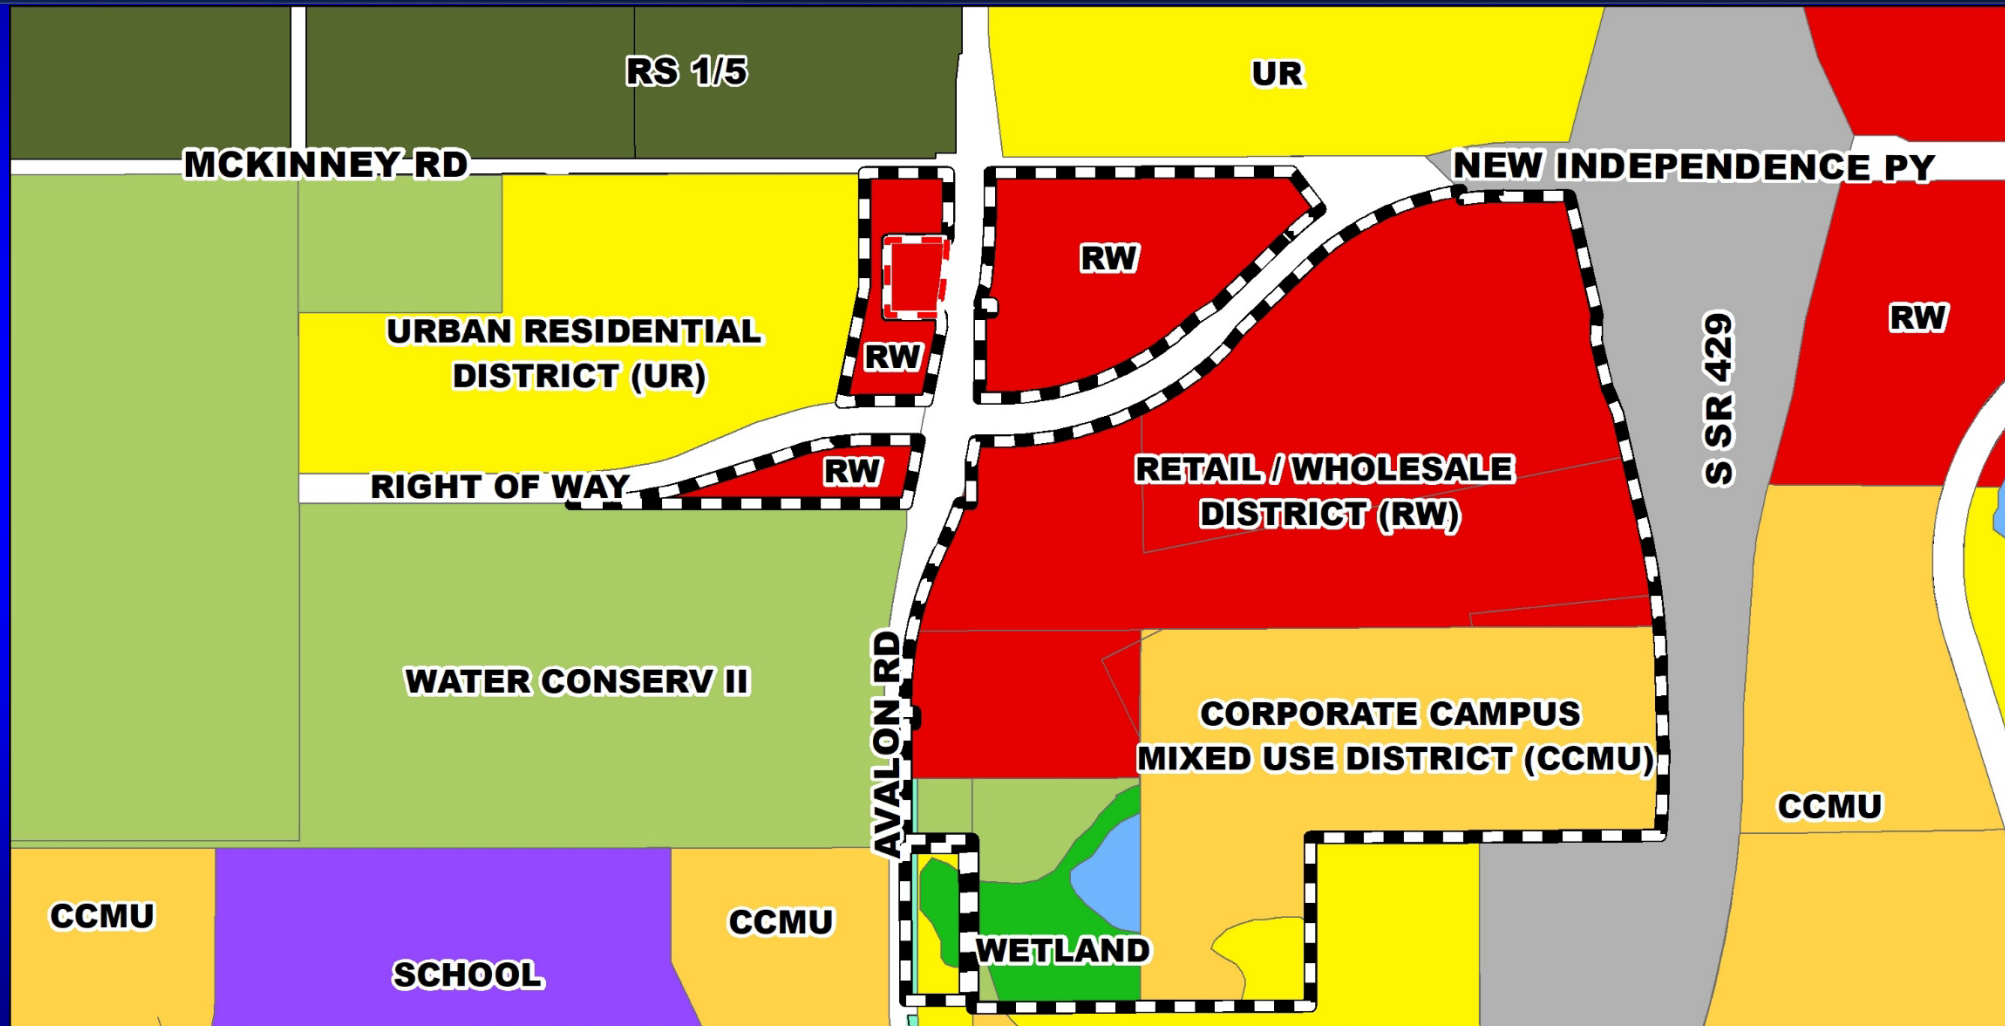 RS 1/5
UR
MCKINNEY RD
NEW INDEPENDENCE PY
RW
RW
URBAN RESIDENTIAL
DISTRICT (UR)
RW
S SR 429
RW
RIGHT OF WAY
RETAIL / WHOLESALE
DISTRICT (RW)
WATER CONSERV II
AVALON RD
CORPORATE CAMPUS
MIXED USE DISTRICT (CCMU)
CCMU
CCMU
CCMU
SCHOOL
WETLAND